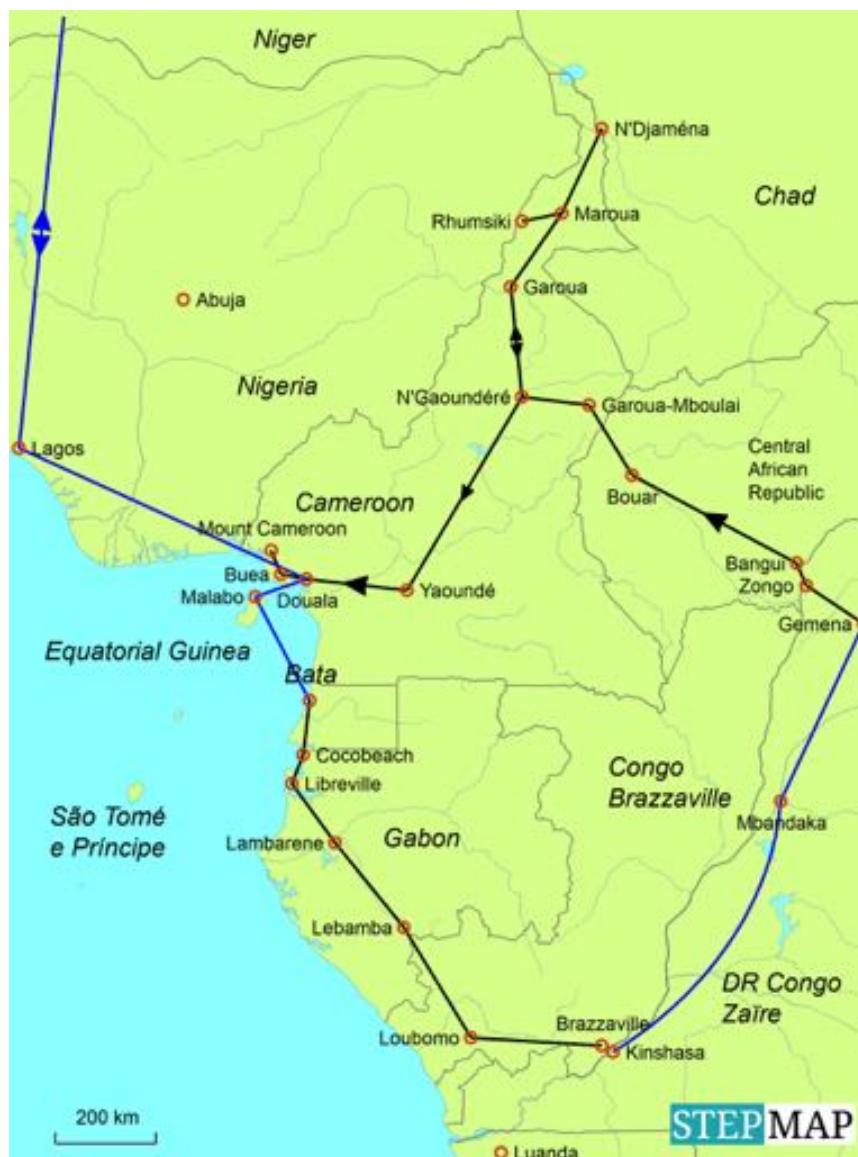 Niger
N'Djaména
Chad
Rhumsiki
Maroua
Abuja
Garoua
Nigeria
N'Gaoundéré
Garoua-Mboulai
Lagos
Central
African
Republic
Bouar
Cameroon
Mount Cameroon
Bangui
Buea
Zongo
Malabo
Douala
Yaoundé
Gemena
Equatorial Guinea
Bata
Cocobeach
Congo
Brazzaville
Libreville
São Tomé
e Príncipe
Mbandaka
Lambarene
Gabon
Lebamba
DR Congo
Zaïre
Brazzaville
Loubomo
Kinshasa
200 km
STEPMAP
Luanda